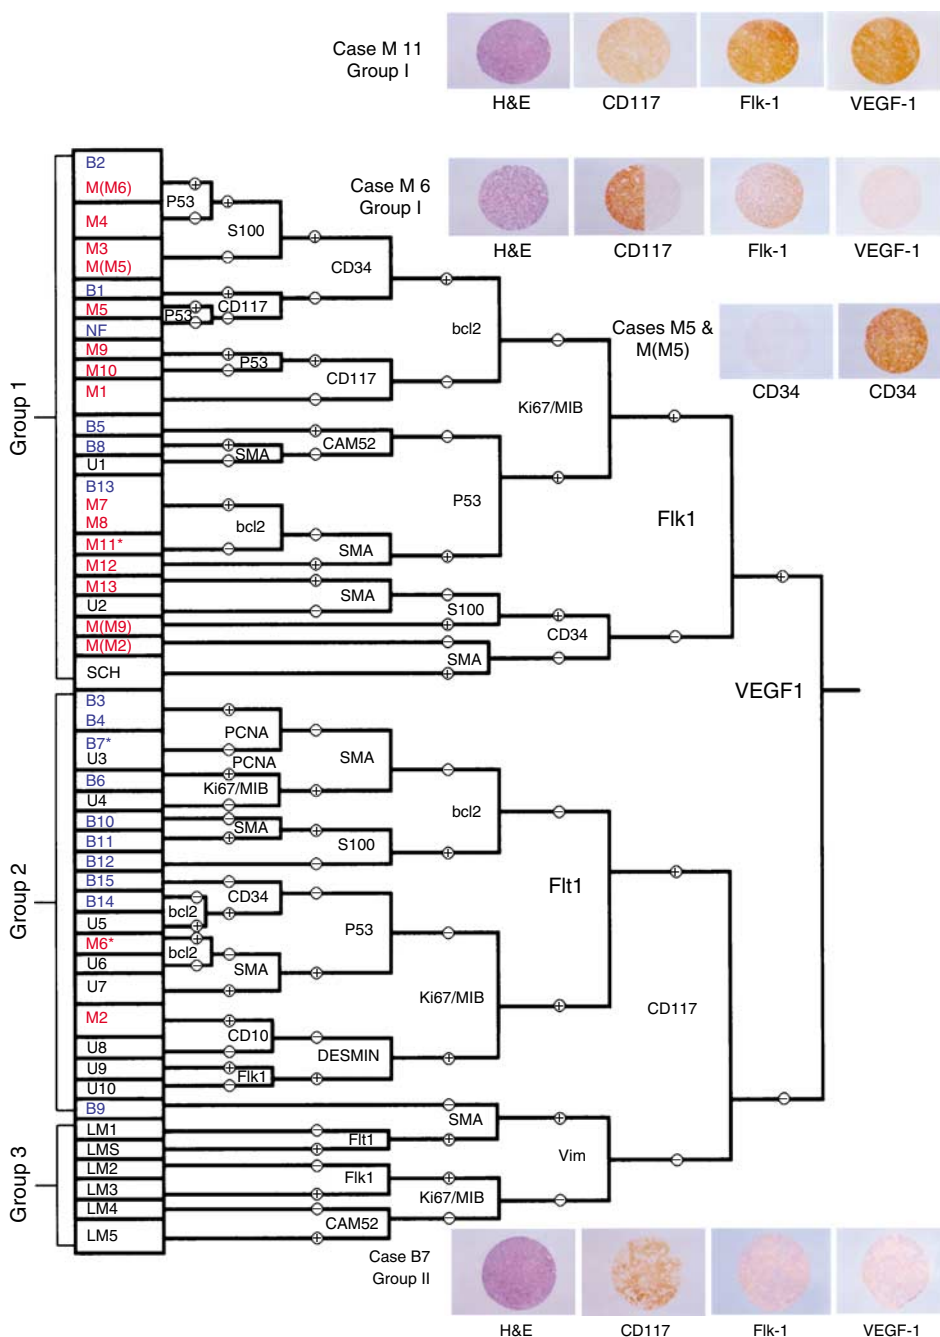 Case M 11
Group I
H&E
CD117
Flk-1
VEGF-1
Case M 6
Group I
H&E
CD117
Flk-1
VEGF-1
Cases M5 &
M(M5)
CD34
CD34
Group 1
B2
M(M6)
M4
M3
M(M5)
B1
M5
NF
M9
M10
M1
B5
B8
U1
B13
M7
M8
M11*
M12
M13
U2
M(M9)
M(M2)
SCH
Group 2
B3
B4
B7*
U3
B6
U4
B10
B11
B12
B15
B14
U5
M6*
U6
U7
M2
U8
U9
U10
B9
Group 3
LM1
LMS
LM2
LM3
LM4
LM5
P53
S100
CD34
P53
CD117
bcl2
P53
CD117
Ki67/MIB
CAM52
SMA
P53
bcl2
SMA
Flk1
SMA
S100
CD34
SMA
VEGF1
PCNA
PCNA
Ki67/MIB
SMA
bcl2
SMA
S100
Flt1
CD34
bcl2
P53
bcl2
SMA
Ki67/MIB
CD117
CD10
DESMIN
Flk1
SMA
Flt1
Vim
Flk1
Ki67/MIB
CAM52
Case B7
Group II
H&E
CD117
Flk-1
VEGF-1